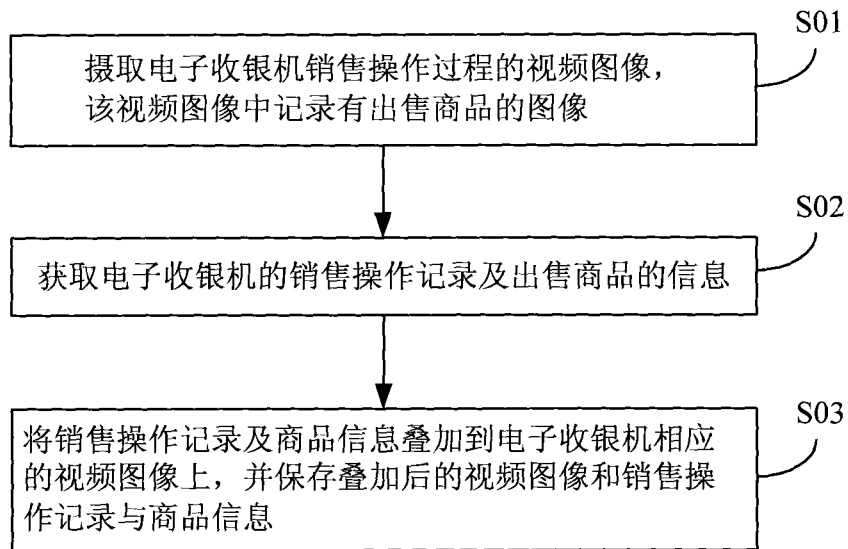 S01
摄取电子收银机销售操作过程的视频图像，
该视频图像中记录有出售商品的图像
S02
获取电子收银机的销售操作记录及出售商品的信息
S03
将销售操作记录及商品信息叠加到电子收银机相应
的视频图像上，并保存叠加后的视频图像和销售操
作记录与商品信息